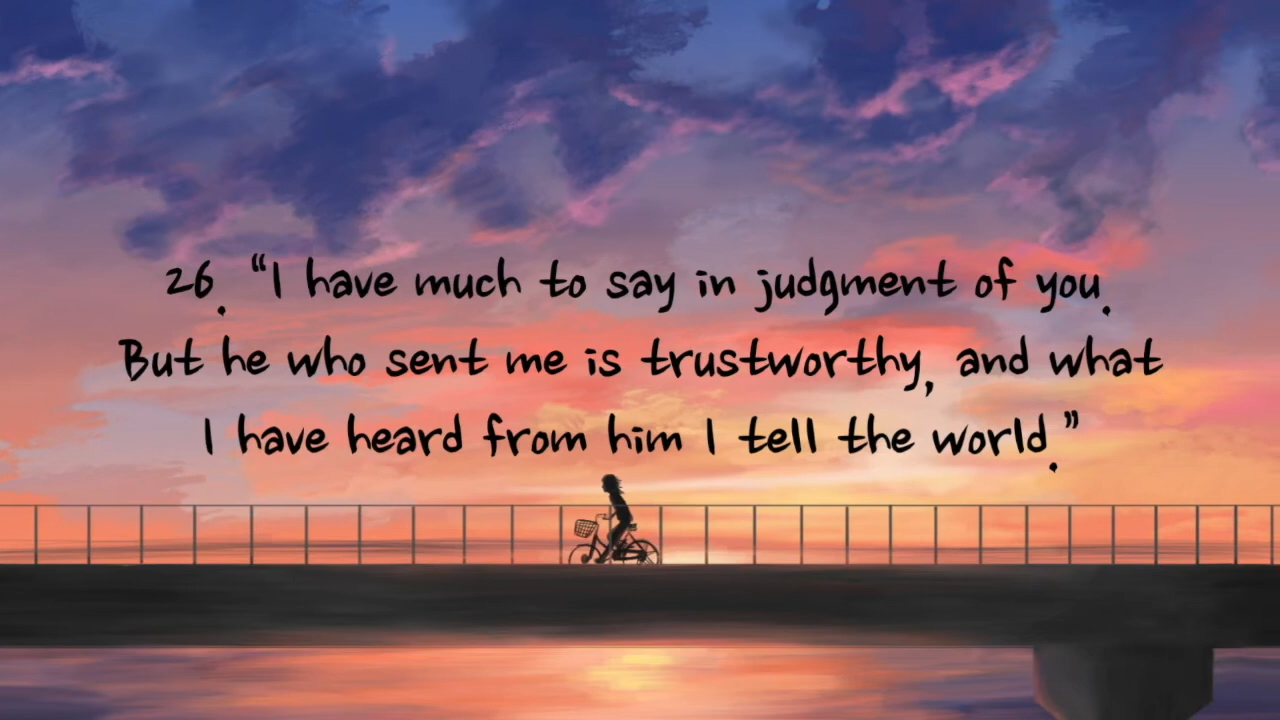 26. “I have much to say in judgment of you.
But he who sent me is trustworthy, and what
I have heard from him I tell the world.”